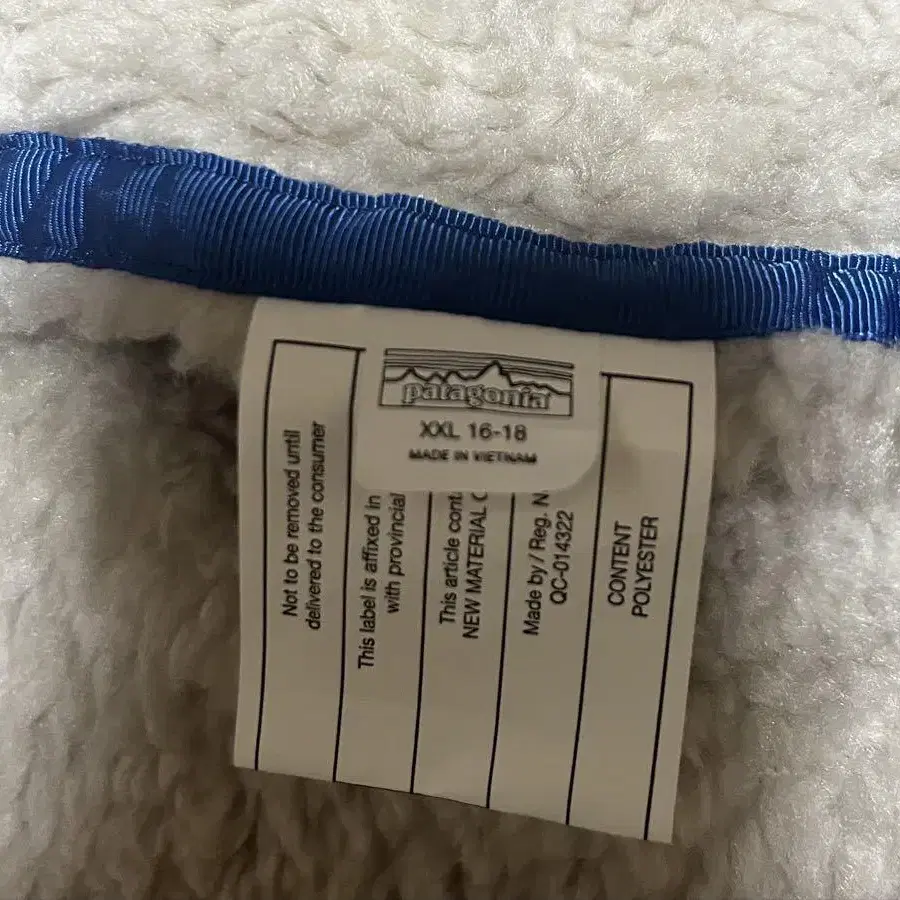 patagonia
XXL 16-18
MADE IN VIETNAM
Not to be removed until
delivered to the consumer
This label is affixed in
with provincial
This article
NEW MATERIAL
Made by / Reg. N
QC-014322
CONTENT
POLYESTER